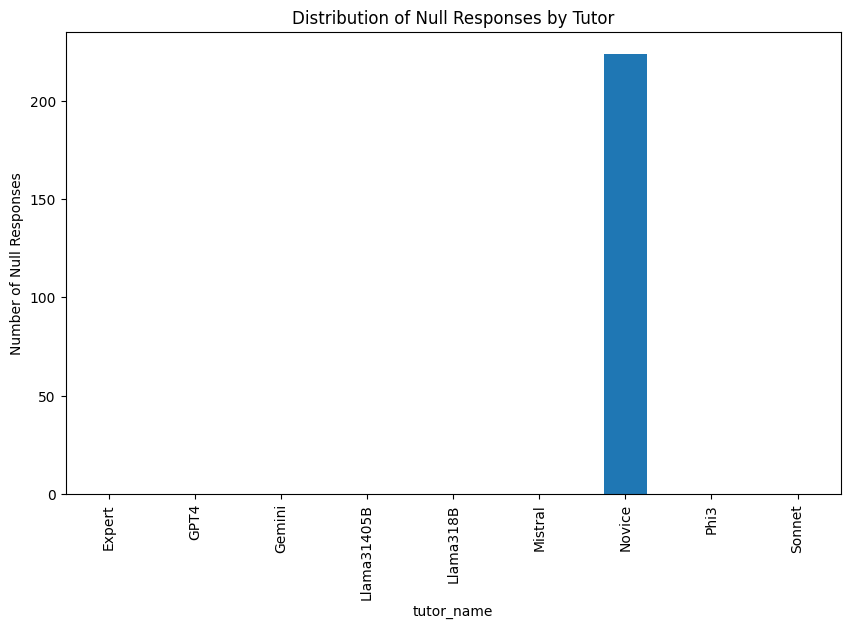 Distribution of Null Responses by Tutor
Number of Null Responses
200
150
100
50
0
Expert
GPT4
Gemini
Llama31405B
Llama318B
Mistral
Novice
Phi3
Sonnet
tutor_name